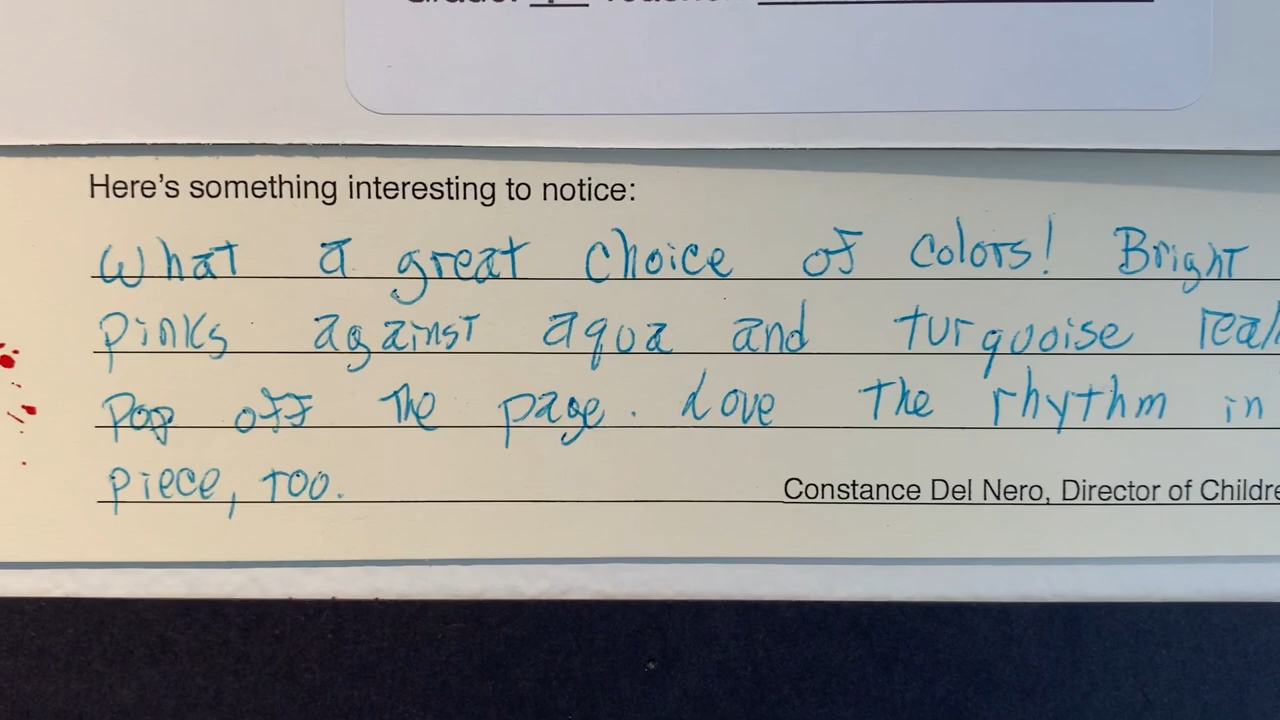 Here's something interesting to notice:
What a great choice of colors! Bright
pinks against aqua and turquoise
pop off the page. Love the rhythm in
piece, too.
Constance Del Nero, Director of